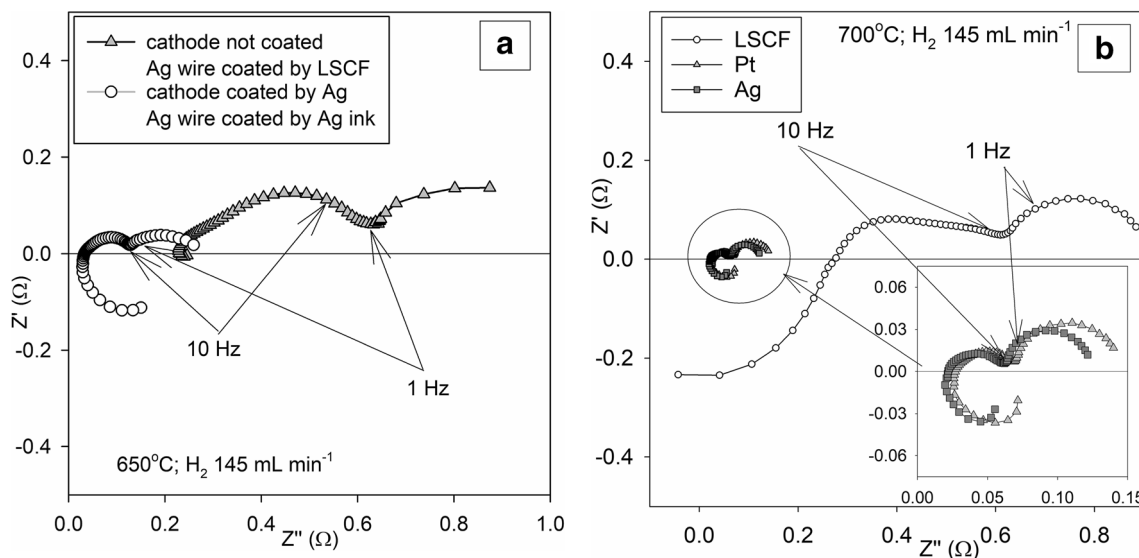 a
cathode not coated
Ag wire coated by LSCF
cathode coated by Ag
Ag wire coated by Ag ink
0.4
0.2
0.0
-0.2
-0.4
Z' (Ω)
10 Hz
1 Hz
650°C; H₂ 145 mL min⁻¹
0.0 0.2 0.4 0.6 0.8 1.0
Z" (Ω)
b
LSCF
Pt
Ag
700°C; H₂ 145 mL min⁻¹
0.4
0.2
0.0
-0.2
-0.4
Z' (Ω)
10 Hz
1 Hz
0.06
0.03
0.00
-0.03
-0.06
0.00 0.05 0.10 0.15
0.0 0.2 0.4 0.6 0.8
Z" (Ω)